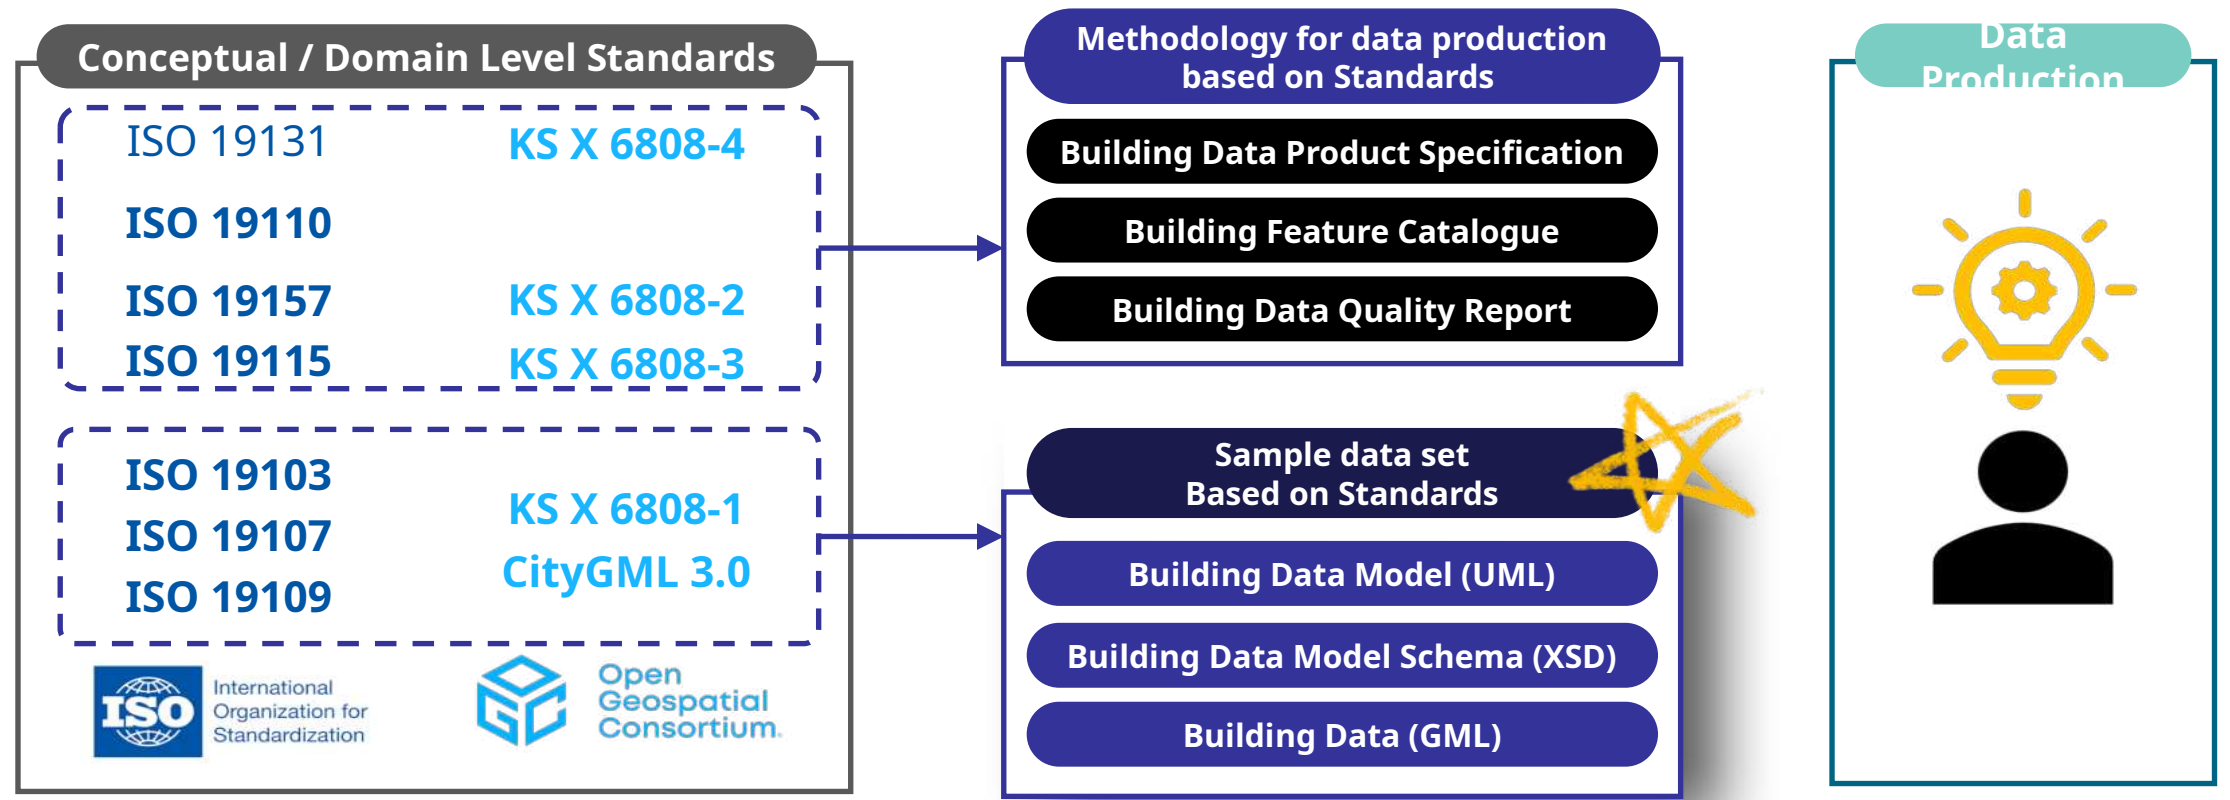 Conceptual / Domain Level Standards
ISO 19131
KS X 6808-4
ISO 19110
ISO 19157
KS X 6808-2
ISO 19115
KS X 6808-3
ISO 19103
ISO 19107
ISO 19109
KS X 6808-1
CityGML 3.0
ISO
International
Organization for
Standardization
OGC
Open
Geospatial
Consortium.
Methodology for data production
based on Standards
Building Data Product Specification
Building Feature Catalogue
Building Data Quality Report
Sample data set
Based on Standards
Building Data Model (UML)
Building Data Model Schema (XSD)
Building Data (GML)
Data
Production